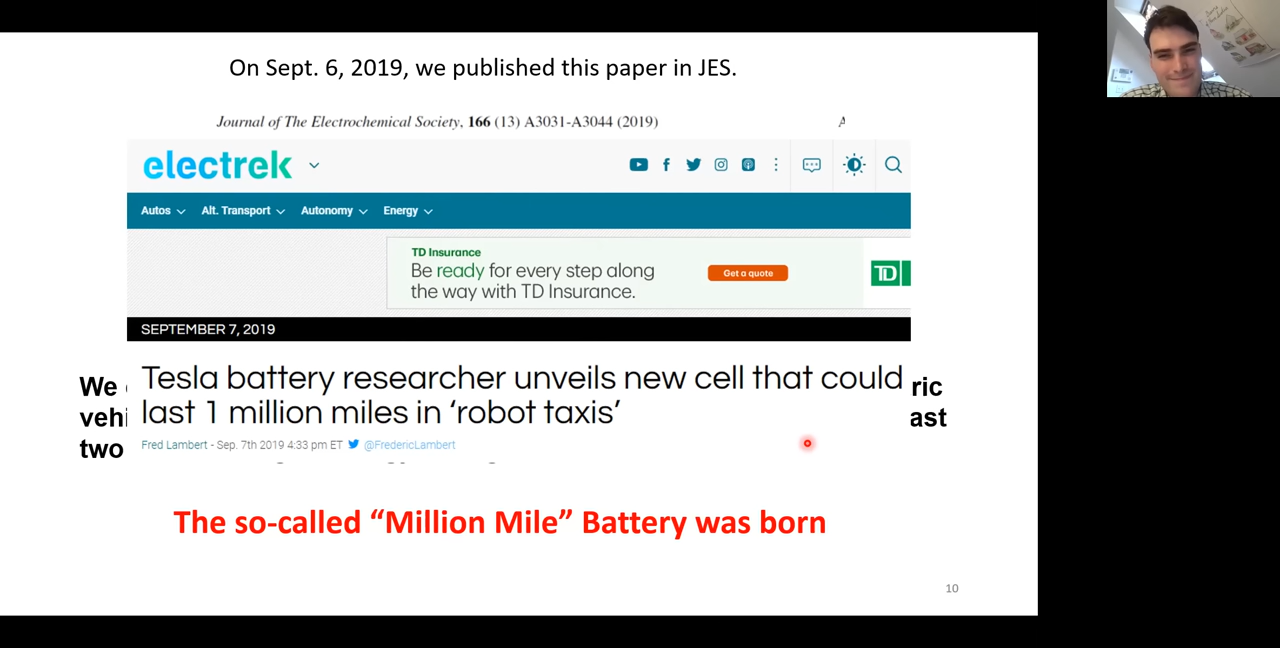 On Sept. 6, 2019, we published this paper in JES.
Journal of The Electrochemical Society, 166 (13) A3031-A3044 (2019)
electrek
Autos Alt. Transport Autonomy Energy
TD Insurance
Be ready for every step along
the way with TD Insurance.
Get a quote
TD
SEPTEMBER 7, 2019
We
Tesla battery researcher unveils new cell that could
last 1 million miles in ‘robot taxis’
two
Fred Lambert - Sep. 7th 2019 4:33 pm ET @FredericLambert
The so-called “Million Mile” Battery was born
10